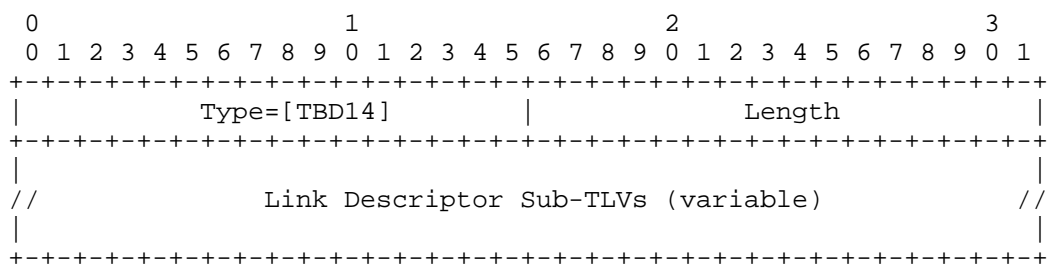 0                   1                   2                   3
 0 1 2 3 4 5 6 7 8 9 0 1 2 3 4 5 6 7 8 9 0 1 2 3 4 5 6 7 8 9 0 1
+-+-+-+-+-+-+-+-+-+-+-+-+-+-+-+-+-+-+-+-+-+-+-+-+-+-+-+-+-+-+-+-+
|           Type=[TBD14]        |             Length            |
+-+-+-+-+-+-+-+-+-+-+-+-+-+-+-+-+-+-+-+-+-+-+-+-+-+-+-+-+-+-+-+-+
|                                                               |
//              Link Descriptor Sub-TLVs (variable)            //
|                                                               |
+-+-+-+-+-+-+-+-+-+-+-+-+-+-+-+-+-+-+-+-+-+-+-+-+-+-+-+-+-+-+-+-+